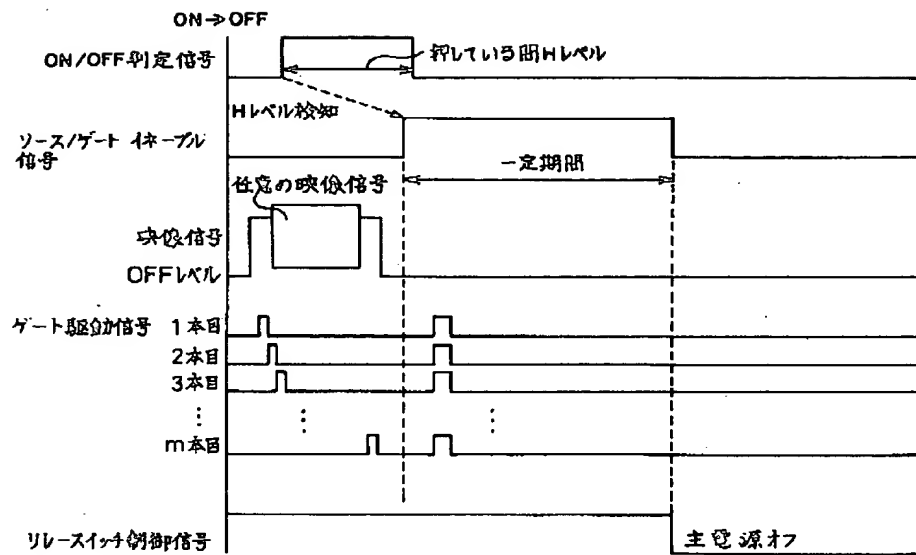 ON→OFF
ON/OFF判定信号
押している間Hレベル
Hレベル検知
ソース/ゲート イネーブル
信号
一定期間
任意の映像信号
映像信号
OFFレベル
ゲート駆動信号 1本目
2本目
3本目
⋮ ⋮ ⋮
m本目
リレースイッチ制御信号
主電源オフ